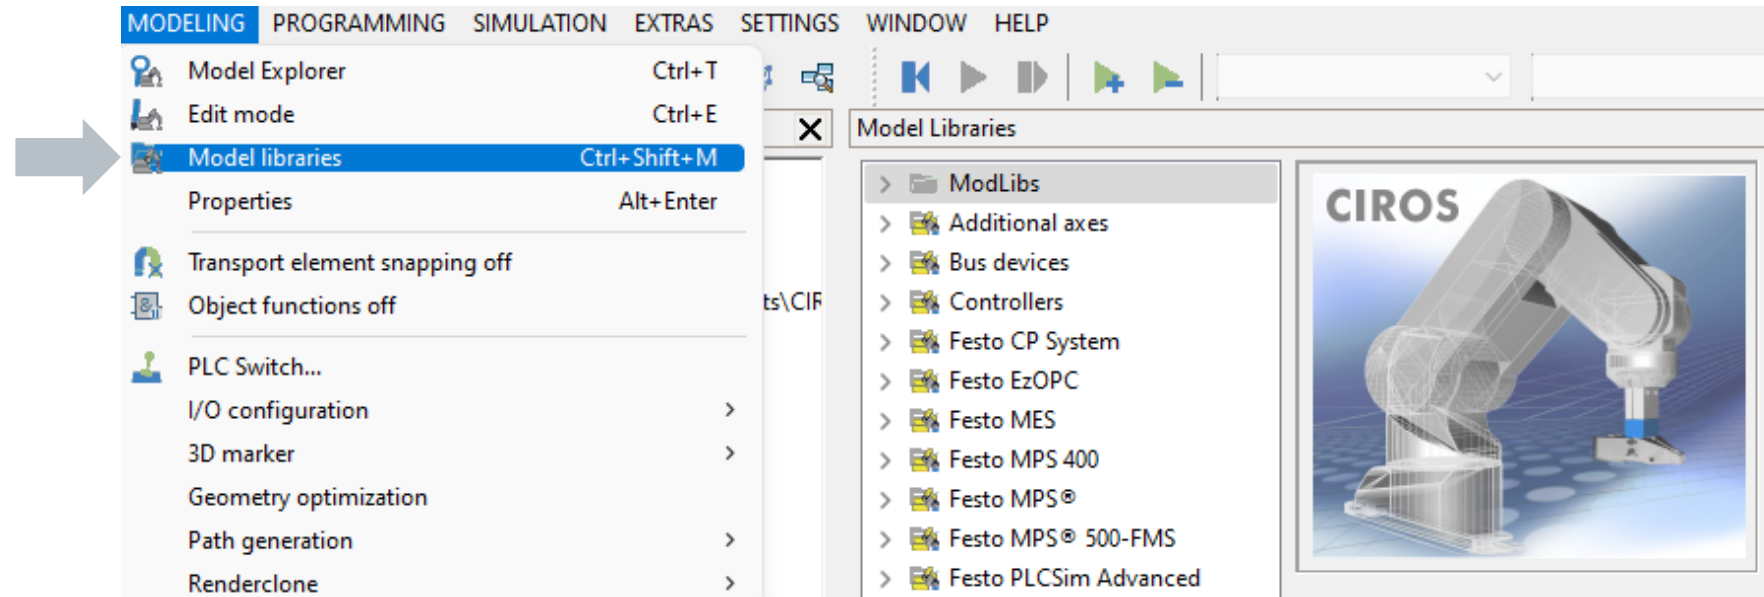 MODELING PROGRAMMING SIMULATION EXTRAS SETTINGS WINDOW HELP
Model Explorer Ctrl+T
Edit mode Ctrl+E
Model libraries Ctrl+Shift+M
Properties Alt+Enter
Transport element snapping off
Object functions off
PLC Switch...
I/O configuration
3D marker
Geometry optimization
Path generation
Renderclone
ts\CIR
Model Libraries
ModLibs
Additional axes
Bus devices
Controllers
Festo CP System
Festo EzOPC
Festo MES
Festo MPS 400
Festo MPS®
Festo MPS® 500-FMS
Festo PLCSim Advanced
CIROS